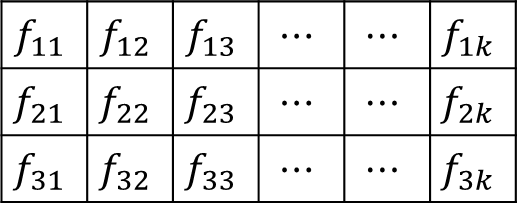 f₁₁ f₁₂ f₁₃ ⋯ ⋯ f₁ₖ
f₂₁ f₂₂ f₂₃ ⋯ ⋯ f₂ₖ
f₃₁ f₃₂ f₃₃ ⋯ ⋯ f₃ₖ